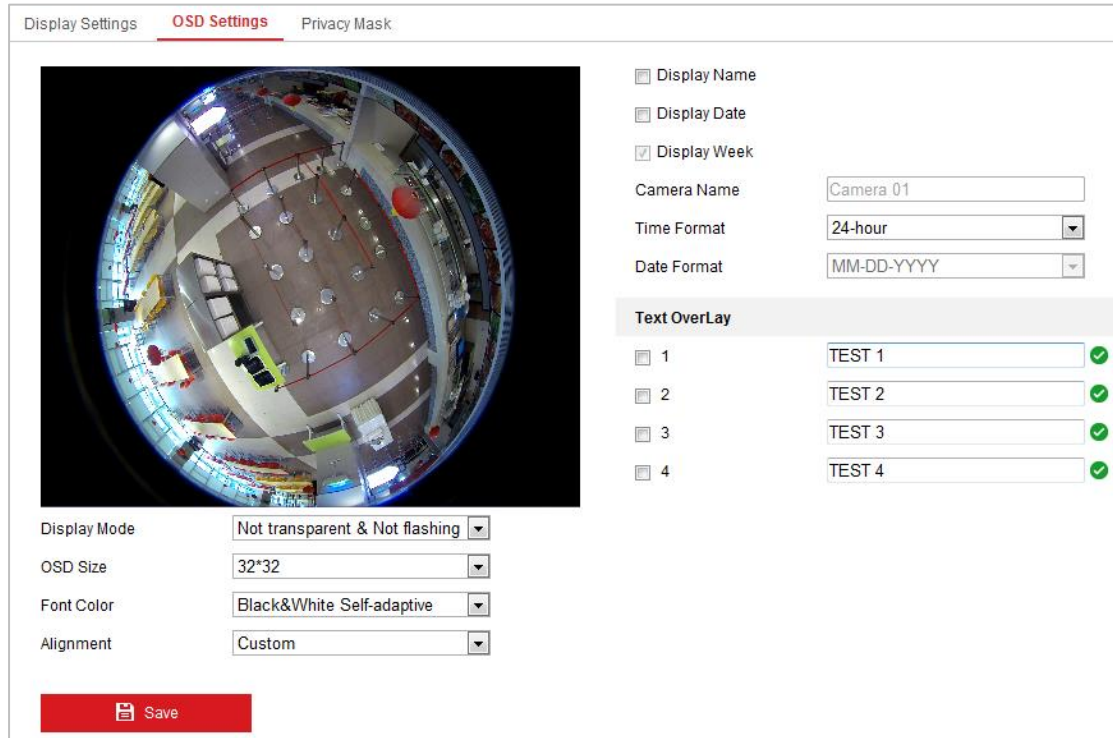 Display Settings OSD Settings Privacy Mask
Display Name
Display Date
Display Week
Camera Name Camera 01
Time Format 24-hour
Date Format MM-DD-YYYY
Text OverLay
1 TEST 1
2 TEST 2
3 TEST 3
4 TEST 4
Display Mode Not transparent & Not flashing
OSD Size 32*32
Font Color Black&White Self-adaptive
Alignment Custom
Save